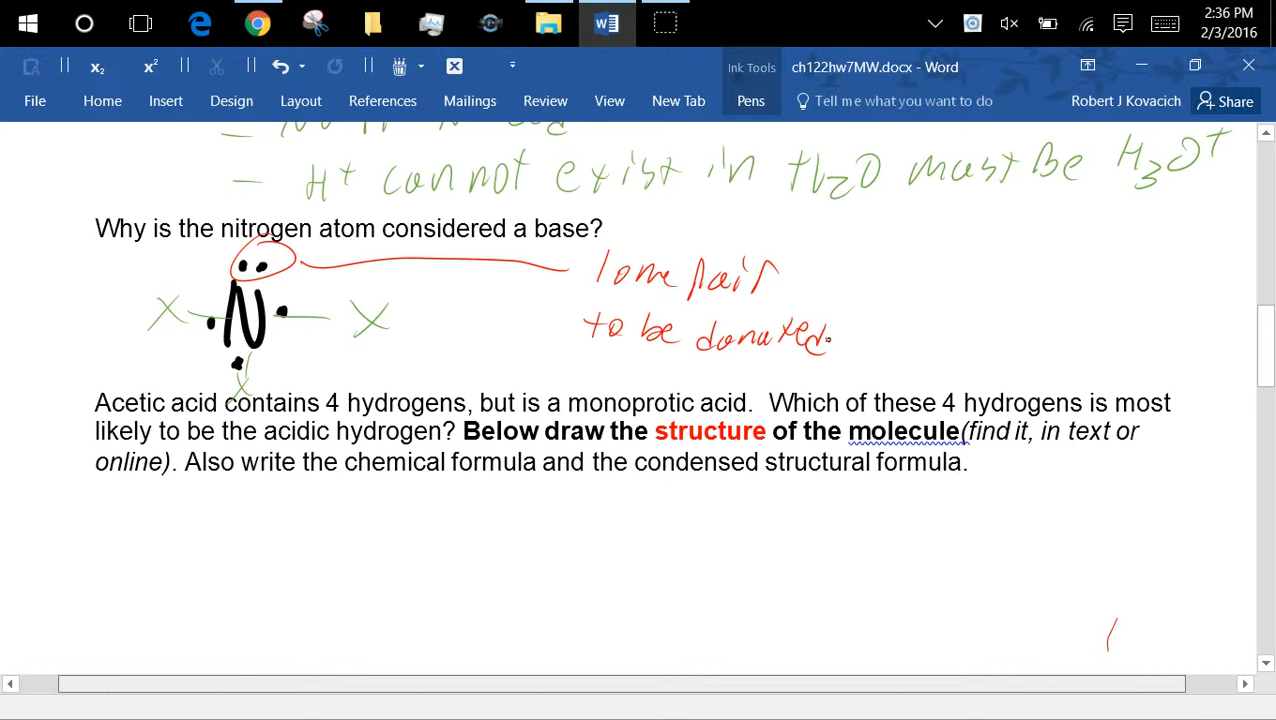 2:36 PM
2/3/2016
Ink Tools
ch122hw7MW.docx - Word
File Home Insert Design Layout References Mailings Review View New Tab Pens Tell me what you want to do Robert J Kovacich Share
- H+ cannot exist in H2O must Be H3O+
Why is the nitrogen atom considered a base?
lone pair
X N X
to be donated
X
Acetic acid contains 4 hydrogens, but is a monoprotic acid. Which of these 4 hydrogens is most
likely to be the acidic hydrogen? Below draw the structure of the molecule(find it, in text or
online). Also write the chemical formula and the condensed structural formula.